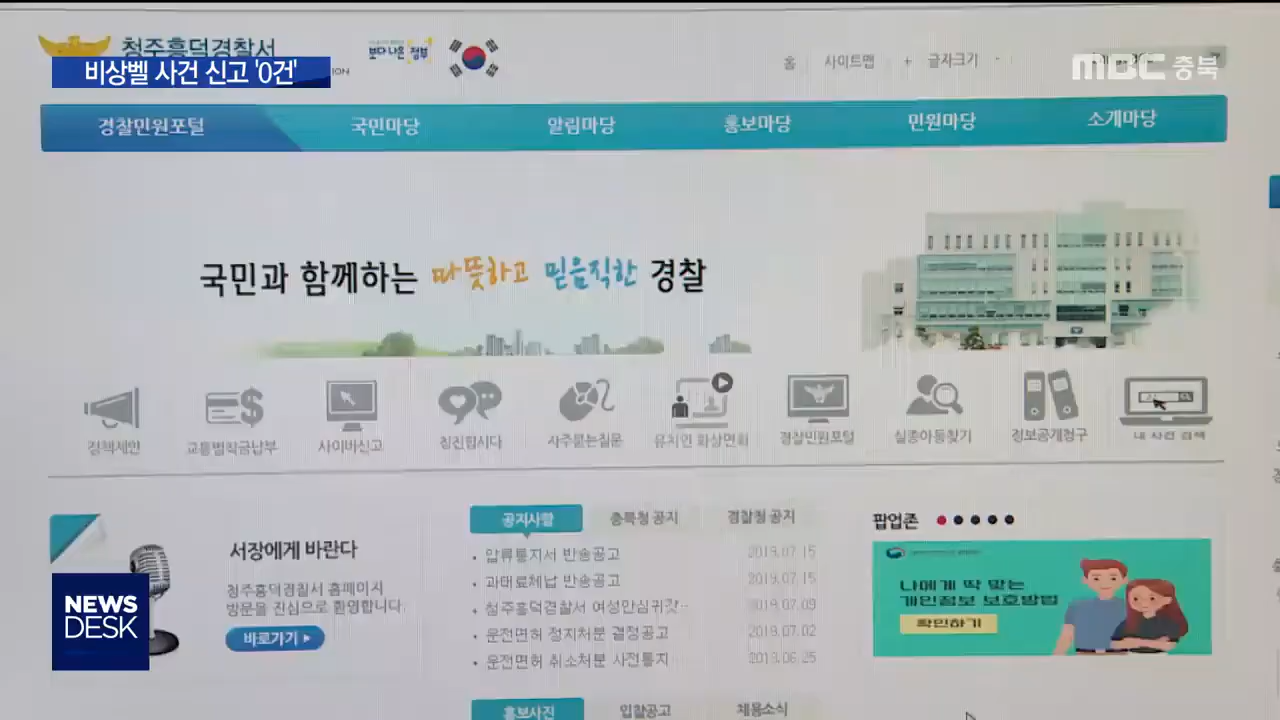 청주흥덕경찰서
비상벨 사건 신고 '0건'
보다 나은 정부
홈 사이트맵 + 글자크기 -
MBC 충북
경찰민원포털 국민마당 알림마당 홍보마당 민원마당 소개마당
국민과 함께하는 따뜻하고 믿음직한 경찰
정책제안 교통범칙금납부 사이버신고 칭찬합시다 자주묻는질문 유치인 화상면회 경찰민원포털 실종아동찾기 정보공개청구 내 사건 검색
서장에게 바란다
청주흥덕경찰서 홈페이지
방문을 진심으로 환영합니다.
바로가기
NEWS
DESK
공지사항 충북청 공지 경찰청 공지
압류통지서 반송공고 2019.07.15
과태료체납 반송공고 2019.07.15
청주흥덕경찰서 여성안심귀갓… 2019.07.09
운전면허 정지처분 결정공고 2019.07.02
운전면허 취소처분 사전통지 2019.06.25
홍보사진 입찰공고 채용소식
팝업존
나에게 딱 맞는
개인정보 보호방법
확인하기